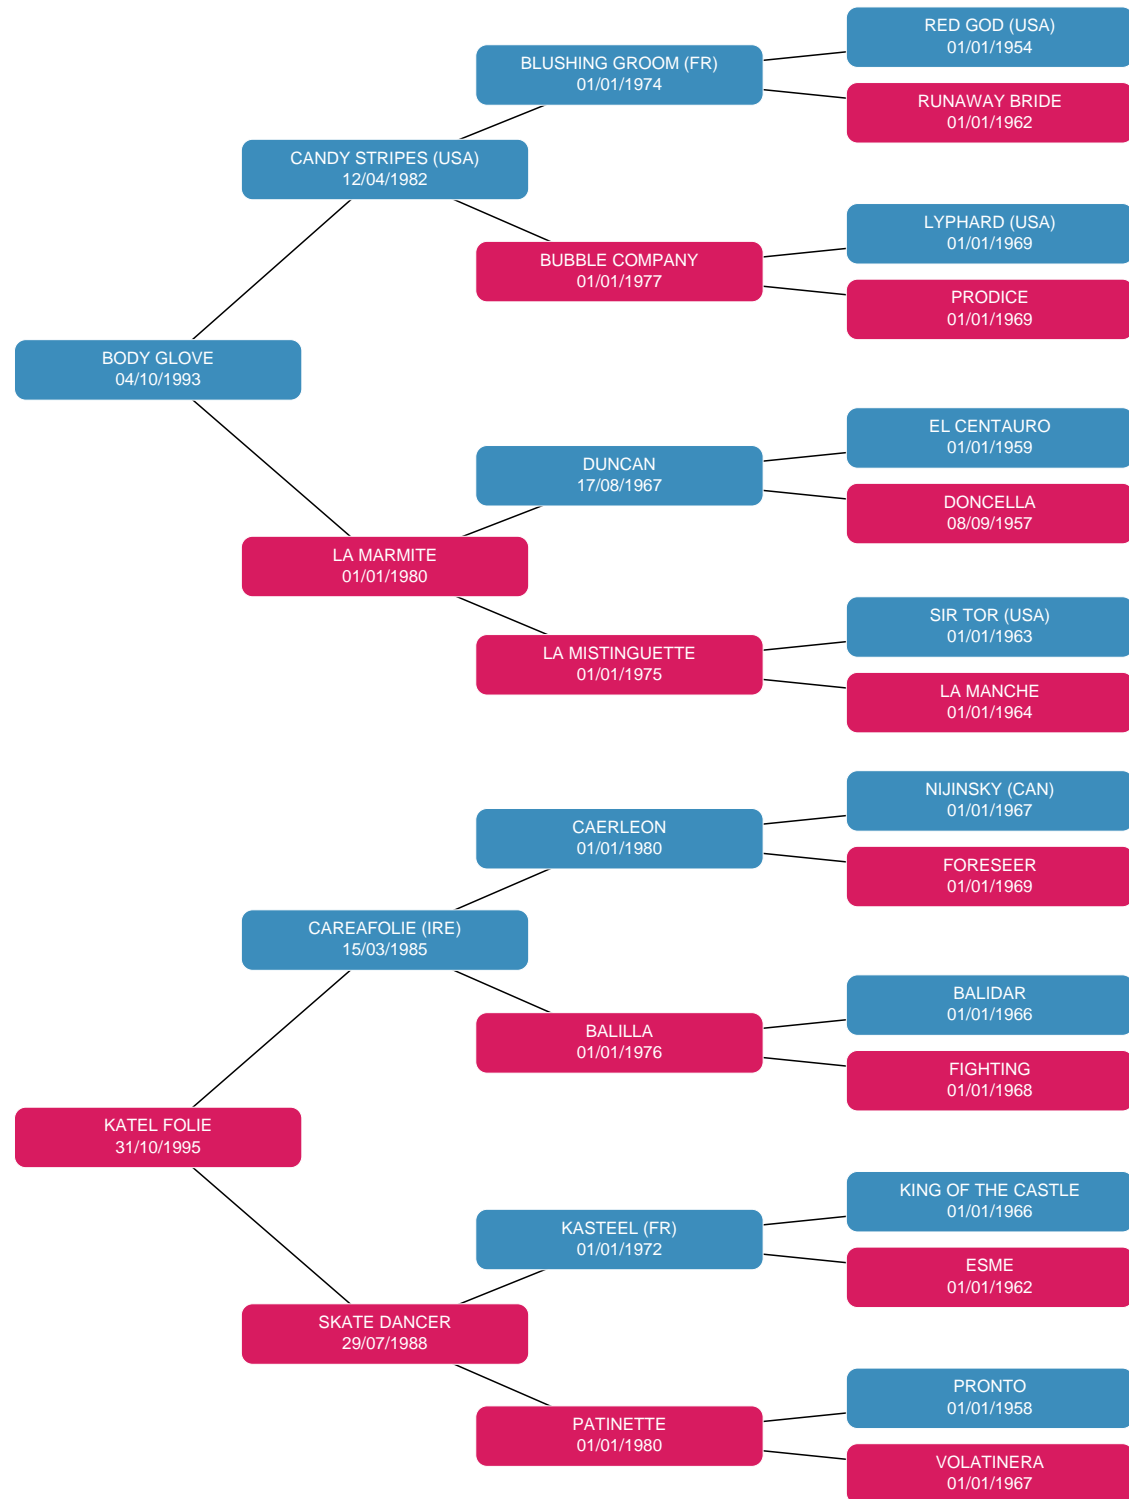 RED GOD (USA)
01/01/1954
BLUSHING GROOM (FR)
01/01/1974
RUNAWAY BRIDE
01/01/1962
CANDY STRIPES (USA)
12/04/1982
LYPHARD (USA)
01/01/1969
BUBBLE COMPANY
01/01/1977
PRODICE
01/01/1969
BODY GLOVE
04/10/1993
EL CENTAURO
01/01/1959
DUNCAN
17/08/1967
DONCELLA
08/09/1957
LA MARMITE
01/01/1980
SIR TOR (USA)
01/01/1963
LA MISTINGUETTE
01/01/1975
LA MANCHE
01/01/1964
NIJINSKY (CAN)
01/01/1967
CAERLEON
01/01/1980
FORESEER
01/01/1969
CAREAFOLIE (IRE)
15/03/1985
BALIDAR
01/01/1966
BALILLA
01/01/1976
FIGHTING
01/01/1968
KATEL FOLIE
31/10/1995
KING OF THE CASTLE
01/01/1966
KASTEEL (FR)
01/01/1972
ESME
01/01/1962
SKATE DANCER
29/07/1988
PRONTO
01/01/1958
PATINETTE
01/01/1980
VOLATINERA
01/01/1967